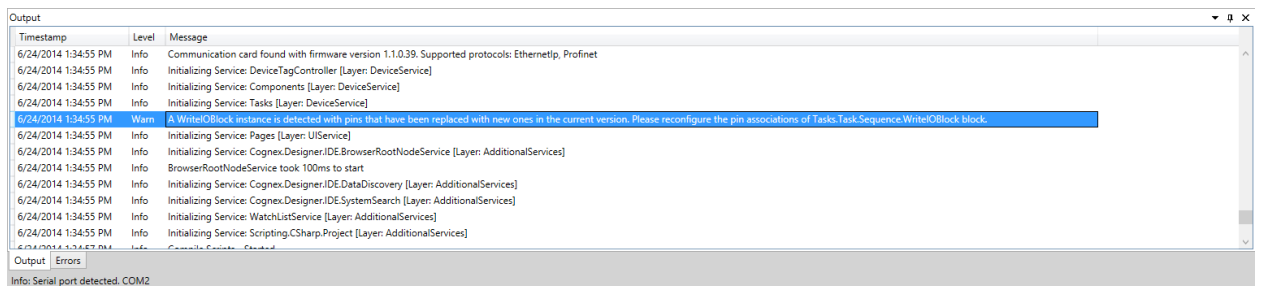 Output
Timestamp Level Message
6/24/2014 1:34:55 PM Info Communication card found with firmware version 1.1.0.39. Supported protocols: EthernetIp, Profinet
6/24/2014 1:34:55 PM Info Initializing Service: DeviceTagController [Layer: DeviceService]
6/24/2014 1:34:55 PM Info Initializing Service: Components [Layer: DeviceService]
6/24/2014 1:34:55 PM Info Initializing Service: Tasks [Layer: DeviceService]
6/24/2014 1:34:55 PM Warn A WriteIOBlock instance is detected with pins that have been replaced with new ones in the current version. Please reconfigure the pin associations of Tasks.Task.Sequence.WriteIOBlock block.
6/24/2014 1:34:55 PM Info Initializing Service: Pages [Layer: UIService]
6/24/2014 1:34:55 PM Info Initializing Service: Cognex.Designer.IDE.BrowserRootNodeService [Layer: AdditionalServices]
6/24/2014 1:34:55 PM Info BrowserRootNodeService took 100ms to start
6/24/2014 1:34:55 PM Info Initializing Service: Cognex.Designer.IDE.DataDiscovery [Layer: AdditionalServices]
6/24/2014 1:34:55 PM Info Initializing Service: Cognex.Designer.IDE.SystemSearch [Layer: AdditionalServices]
6/24/2014 1:34:55 PM Info Initializing Service: WatchListService [Layer: AdditionalServices]
6/24/2014 1:34:55 PM Info Initializing Service: Scripting.CSharp.Project [Layer: AdditionalServices]
6/24/2014 1:34:57 PM Info Compile Scripts - Started
Output Errors
Info: Serial port detected. COM2